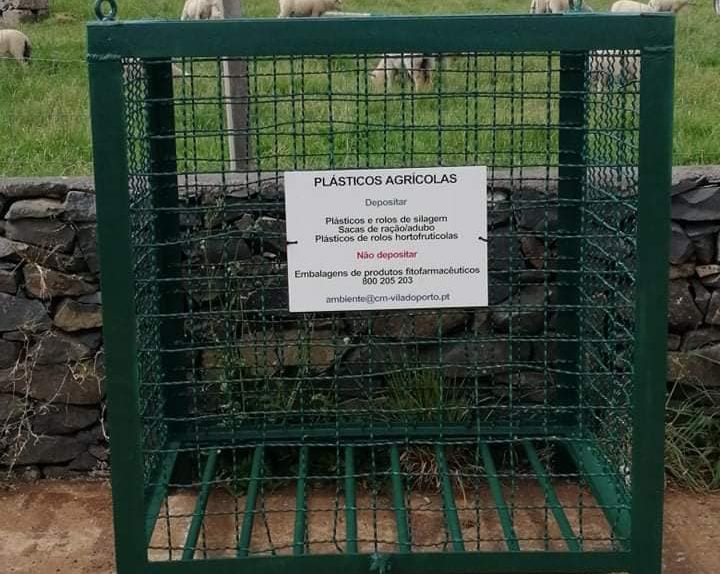 PLÁSTICOS AGRÍCOLAS
Depositar
Plásticos e rolos de silagem
Sacas de ração/adubo
Plásticos de rolos hortofrutícolas
Não depositar
Embalagens de produtos fitofarmacêuticos
800 205 203
ambiente@cm-viladoporto.pt